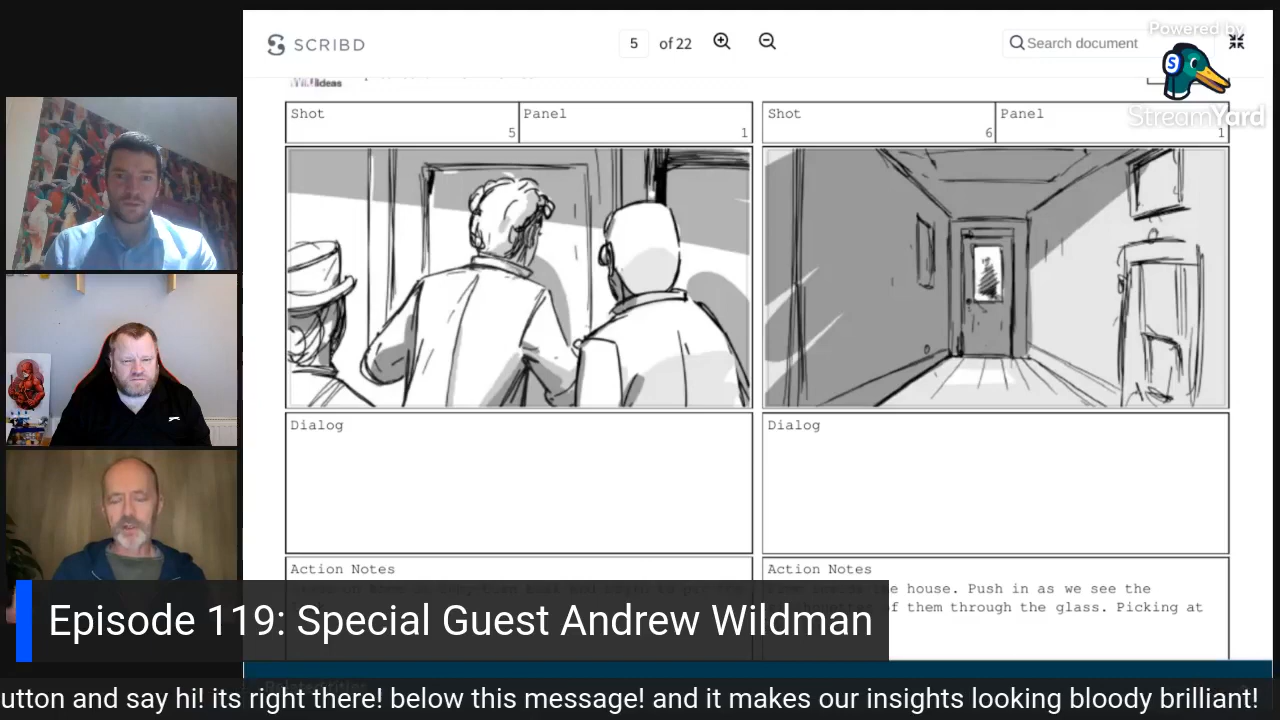 SCRIBD
5 of 22
Search document
Powered by
S
StreamYard
Ideas
Shot
5
Panel
1
Shot
6
Panel
1
Dialog
Dialog
Action Notes
Action Notes
e house. Push in as we see the
of them through the glass. Picking at
Episode 119: Special Guest Andrew Wildman
utton and say hi! its right there! below this message! and it makes our insights looking bloody brilliant!